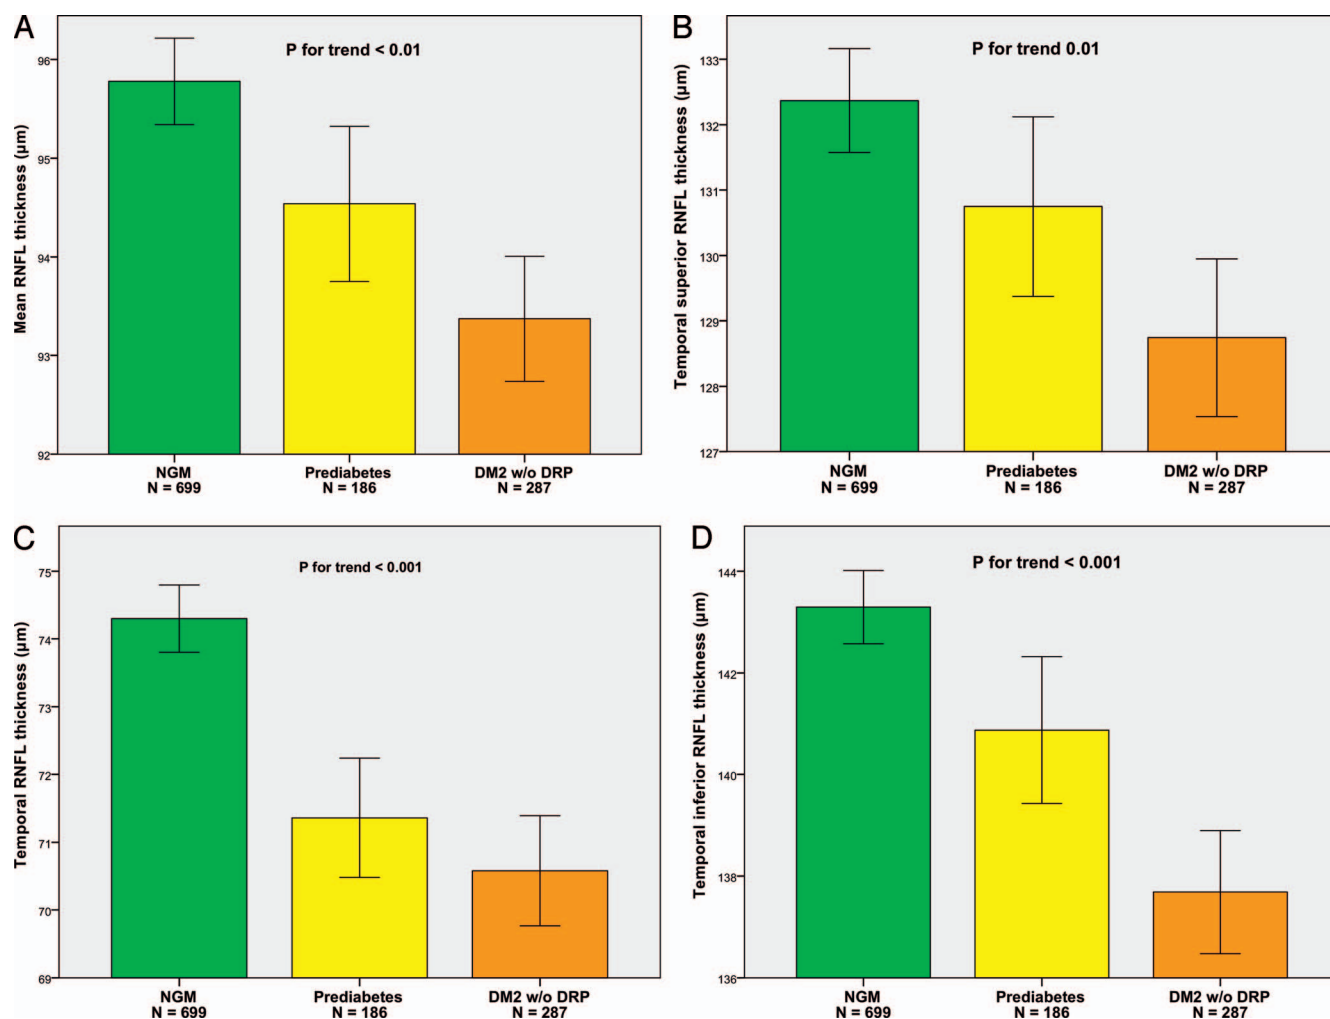 A
P for trend < 0.01
Mean RNFL thickness (µm)
96
95
94
93
92
NGM
N = 699
Prediabetes
N = 186
DM2 w/o DRP
N = 287
B
P for trend 0.01
Temporal superior RNFL thickness (µm)
133
132
131
130
129
128
127
NGM
N = 699
Prediabetes
N = 186
DM2 w/o DRP
N = 287
C
P for trend < 0.001
Temporal RNFL thickness (µm)
75
74
73
72
71
70
69
NGM
N = 699
Prediabetes
N = 186
DM2 w/o DRP
N = 287
D
P for trend < 0.001
Temporal inferior RNFL thickness (µm)
144
142
140
138
136
NGM
N = 699
Prediabetes
N = 186
DM2 w/o DRP
N = 287